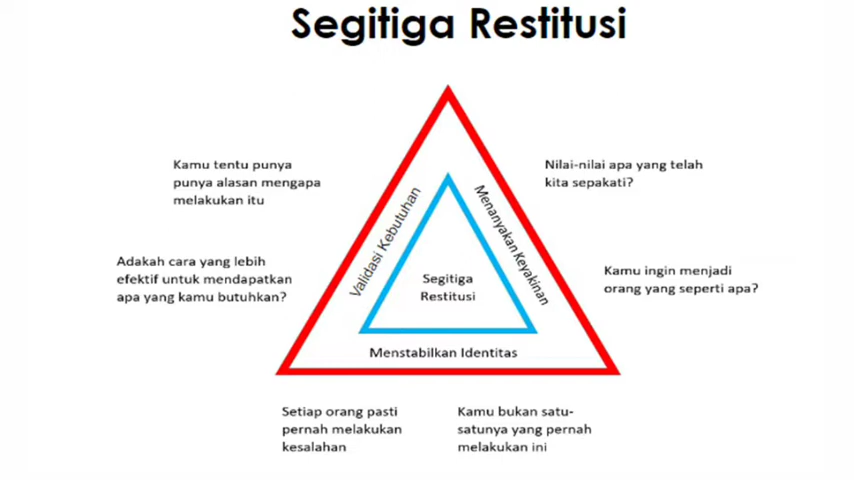 Segitiga Restitusi
Kamu tentu punya
punya alasan mengapa
melakukan itu
Nilai-nilai apa yang telah
kita sepakati?
Validasi Kebutuhan
Menanyakan Keyakinan
Adakah cara yang lebih
efektif untuk mendapatkan
apa yang kamu butuhkan?
Segitiga
Restitusi
Kamu ingin menjadi
orang yang seperti apa?
Menstabilkan Identitas
Setiap orang pasti
pernah melakukan
kesalahan
Kamu bukan satu-
satunya yang pernah
melakukan ini